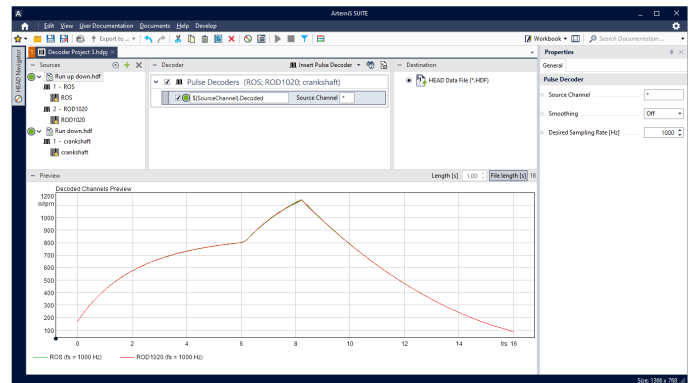 ArtemiS SUITE
Edit View User Documentation Documents Help Develop
Export to ...
Workbook
Search Documentation ...
HEAD Navigator
1 Decoder Project 3.hdpj
Sources
Run up down.hdf
1 - ROS
ROS
2 - ROD1020
ROD1020
Run down.hdf
1 - crankshaft
crankshaft
Decoder
Insert Pulse Decoder
Pulse Decoders (ROS; ROD1020; crankshaft)
$(SourceChannel).Decoded Source Channel *
Destination
HEAD Data File (*.HDF)
Properties
General
Pulse Decoder
Source Channel *
Smoothing Off
Desired Sampling Rate [Hz] 1000
Preview
Length [s] 1,00 File length [s] 16
Decoded Channels Preview
1200
n/rpm
1000
900
800
700
600
500
400
300
200
100
0 2 4 6 8 10 12 14 t/s 16
ROS (fs = 1000 Hz) ROD1020 (fs = 1000 Hz)
Size: 1366 x 768